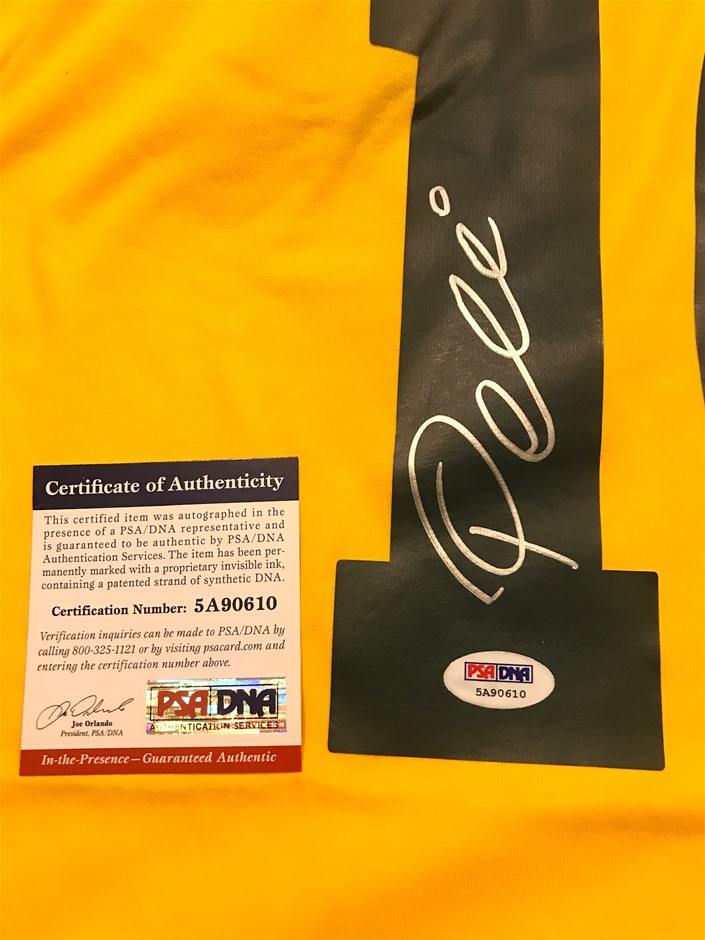 Certificate of Authenticity
This certified item was autographed in the
presence of a PSA/DNA representative and
is guaranteed to be authentic by PSA/DNA
Authentication Services. The item has been per-
manently marked with a proprietary invisible ink,
containing a patented strand of synthetic DNA.
Certification Number: 5A90610
Verification inquiries can be made to PSA/DNA by
calling 800-325-1121 or by visiting psacard.com and
entering the certification number above.
Joe Orlando
President, PSA/DNA
PSA DNA
AUTHENTICATION SERVICES
In-the-Presence – Guaranteed Authentic
1
Pelé
PSA DNA
5A90610